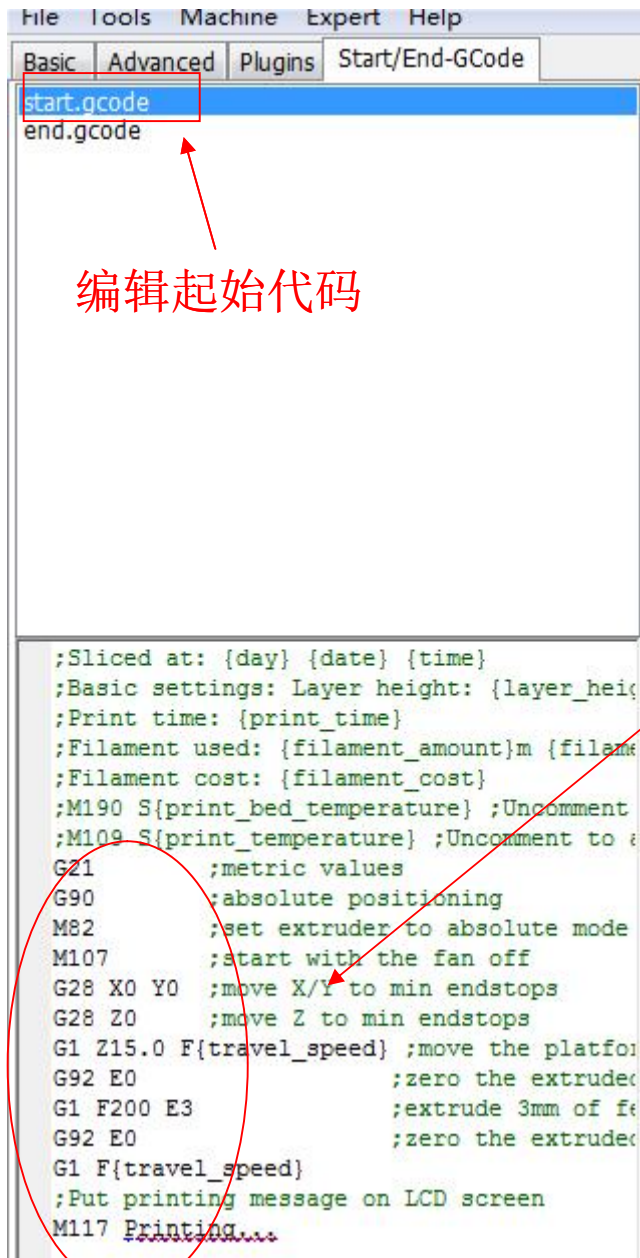 File Tools Machine Expert Help
Basic Advanced Plugins Start/End-GCode
start.gcode
end.gcode
编辑起始代码
;Sliced at: {day} {date} {time}
;Basic settings: Layer height: {layer_heig
;Print time: {print_time}
;Filament used: {filament_amount}m {filame
;Filament cost: {filament_cost}
;M190 S{print_bed_temperature} ;Uncomment
;M109 S{print_temperature} ;Uncomment to a
G21 ;metric values
G90 ;absolute positioning
M82 ;set extruder to absolute mode
M107 ;start with the fan off
G28 X0 Y0 ;move X/Y to min endstops
G28 Z0 ;move Z to min endstops
G1 Z15.0 F{travel_speed} ;move the platfor
G92 E0 ;zero the extruded
G1 F200 E3 ;extrude 3mm of fe
G92 E0 ;zero the extruded
G1 F{travel_speed}
;Put printing message on LCD screen
M117 Printing...